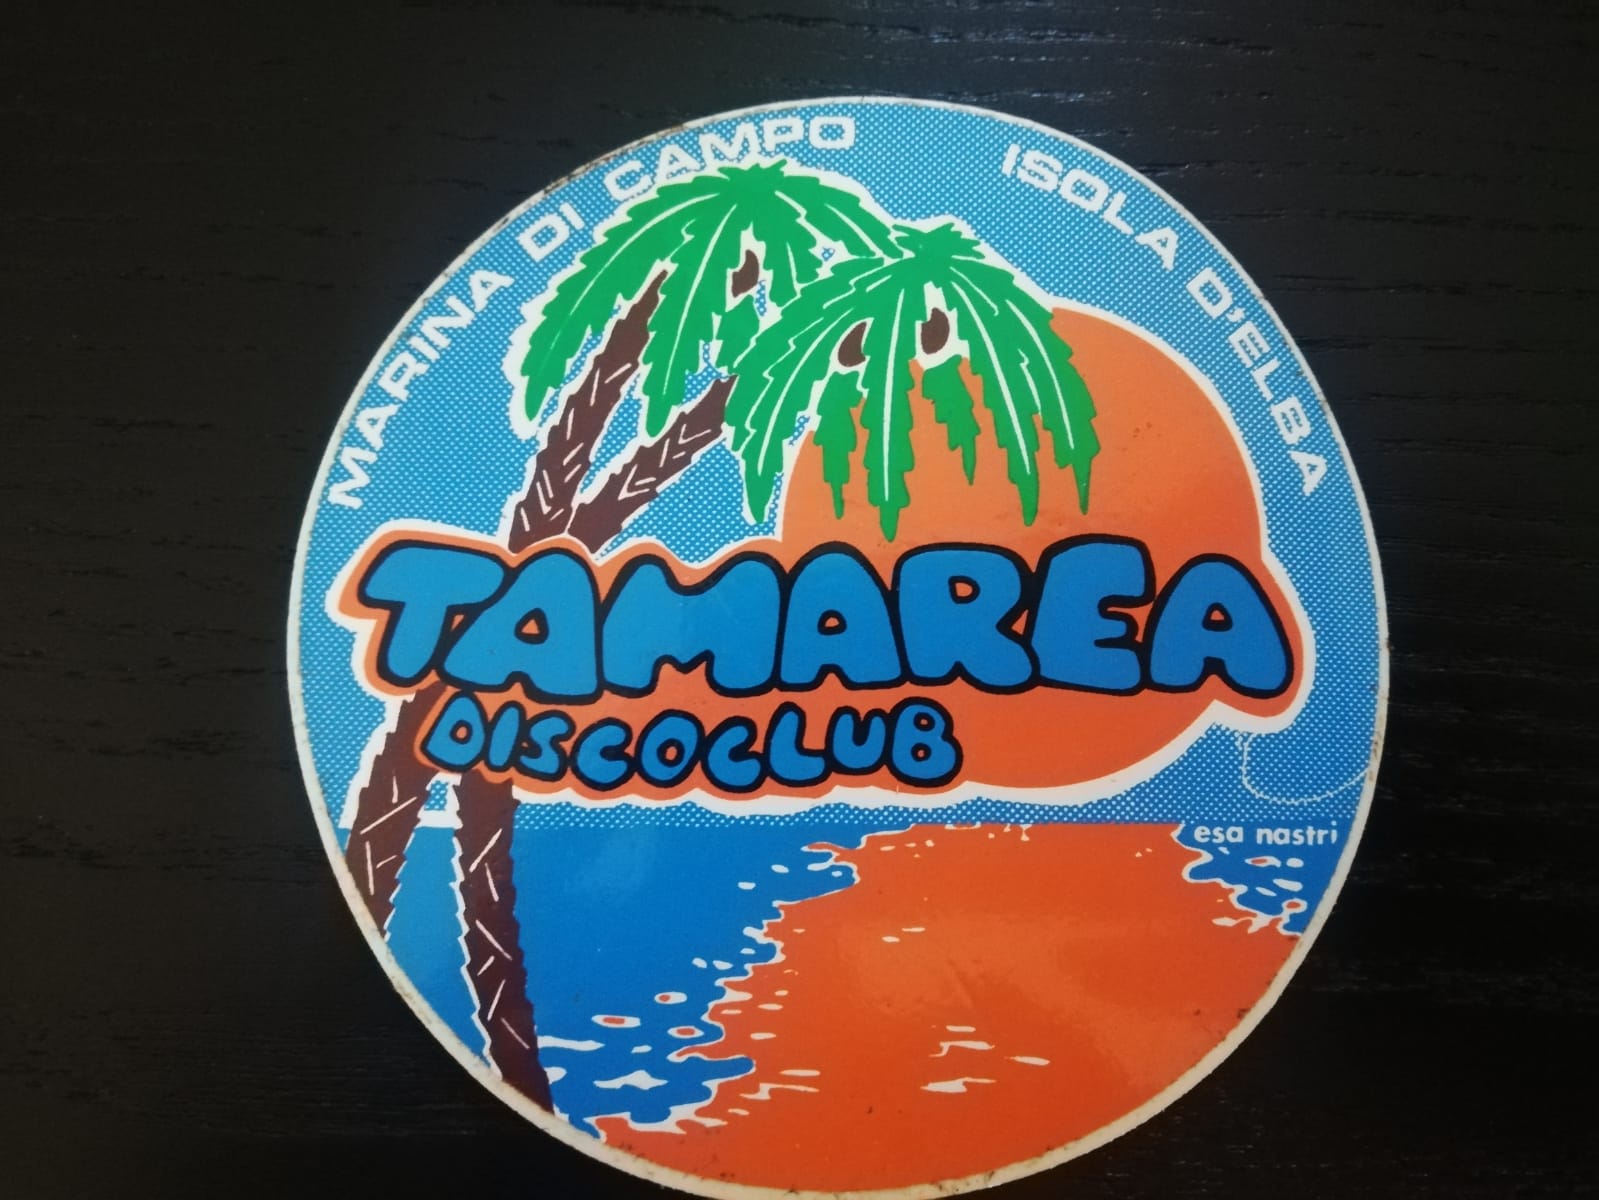 MARINA DI CAMPO
ISOLA D'ELBA
TAMAREA
DISCOCLUB
esa nastri